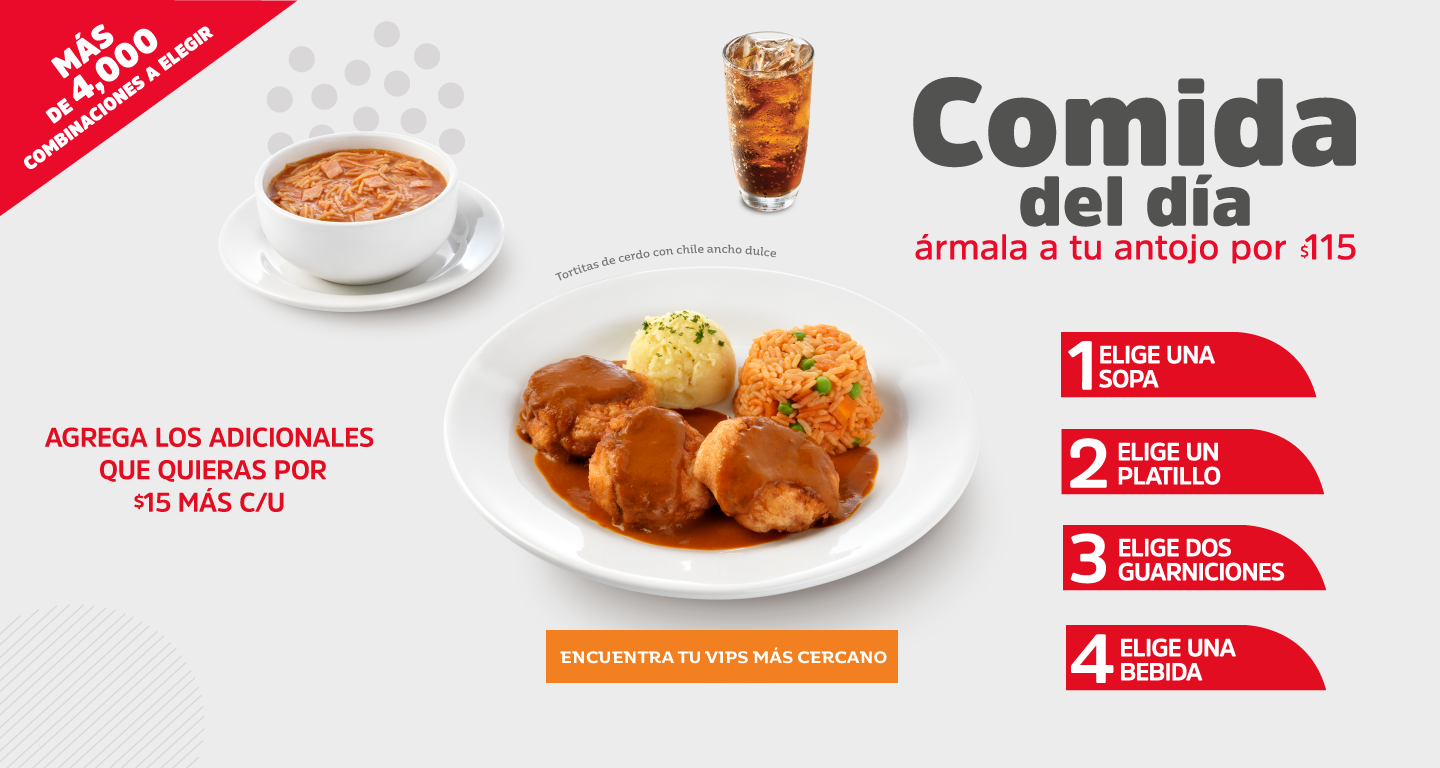 MÁS
DE 4,000
COMBINACIONES A ELEGIR
Comida
del día
ármala a tu antojo por $115
Tortitas de cerdo con chile ancho dulce
1 ELIGE UNA
SOPA
2 ELIGE UN
PLATILLO
3 ELIGE DOS
GUARNICIONES
4 ELIGE UNA
BEBIDA
AGREGA LOS ADICIONALES
QUE QUIERAS POR
$15 MÁS C/U
ENCUENTRA TU VIPS MÁS CERCANO